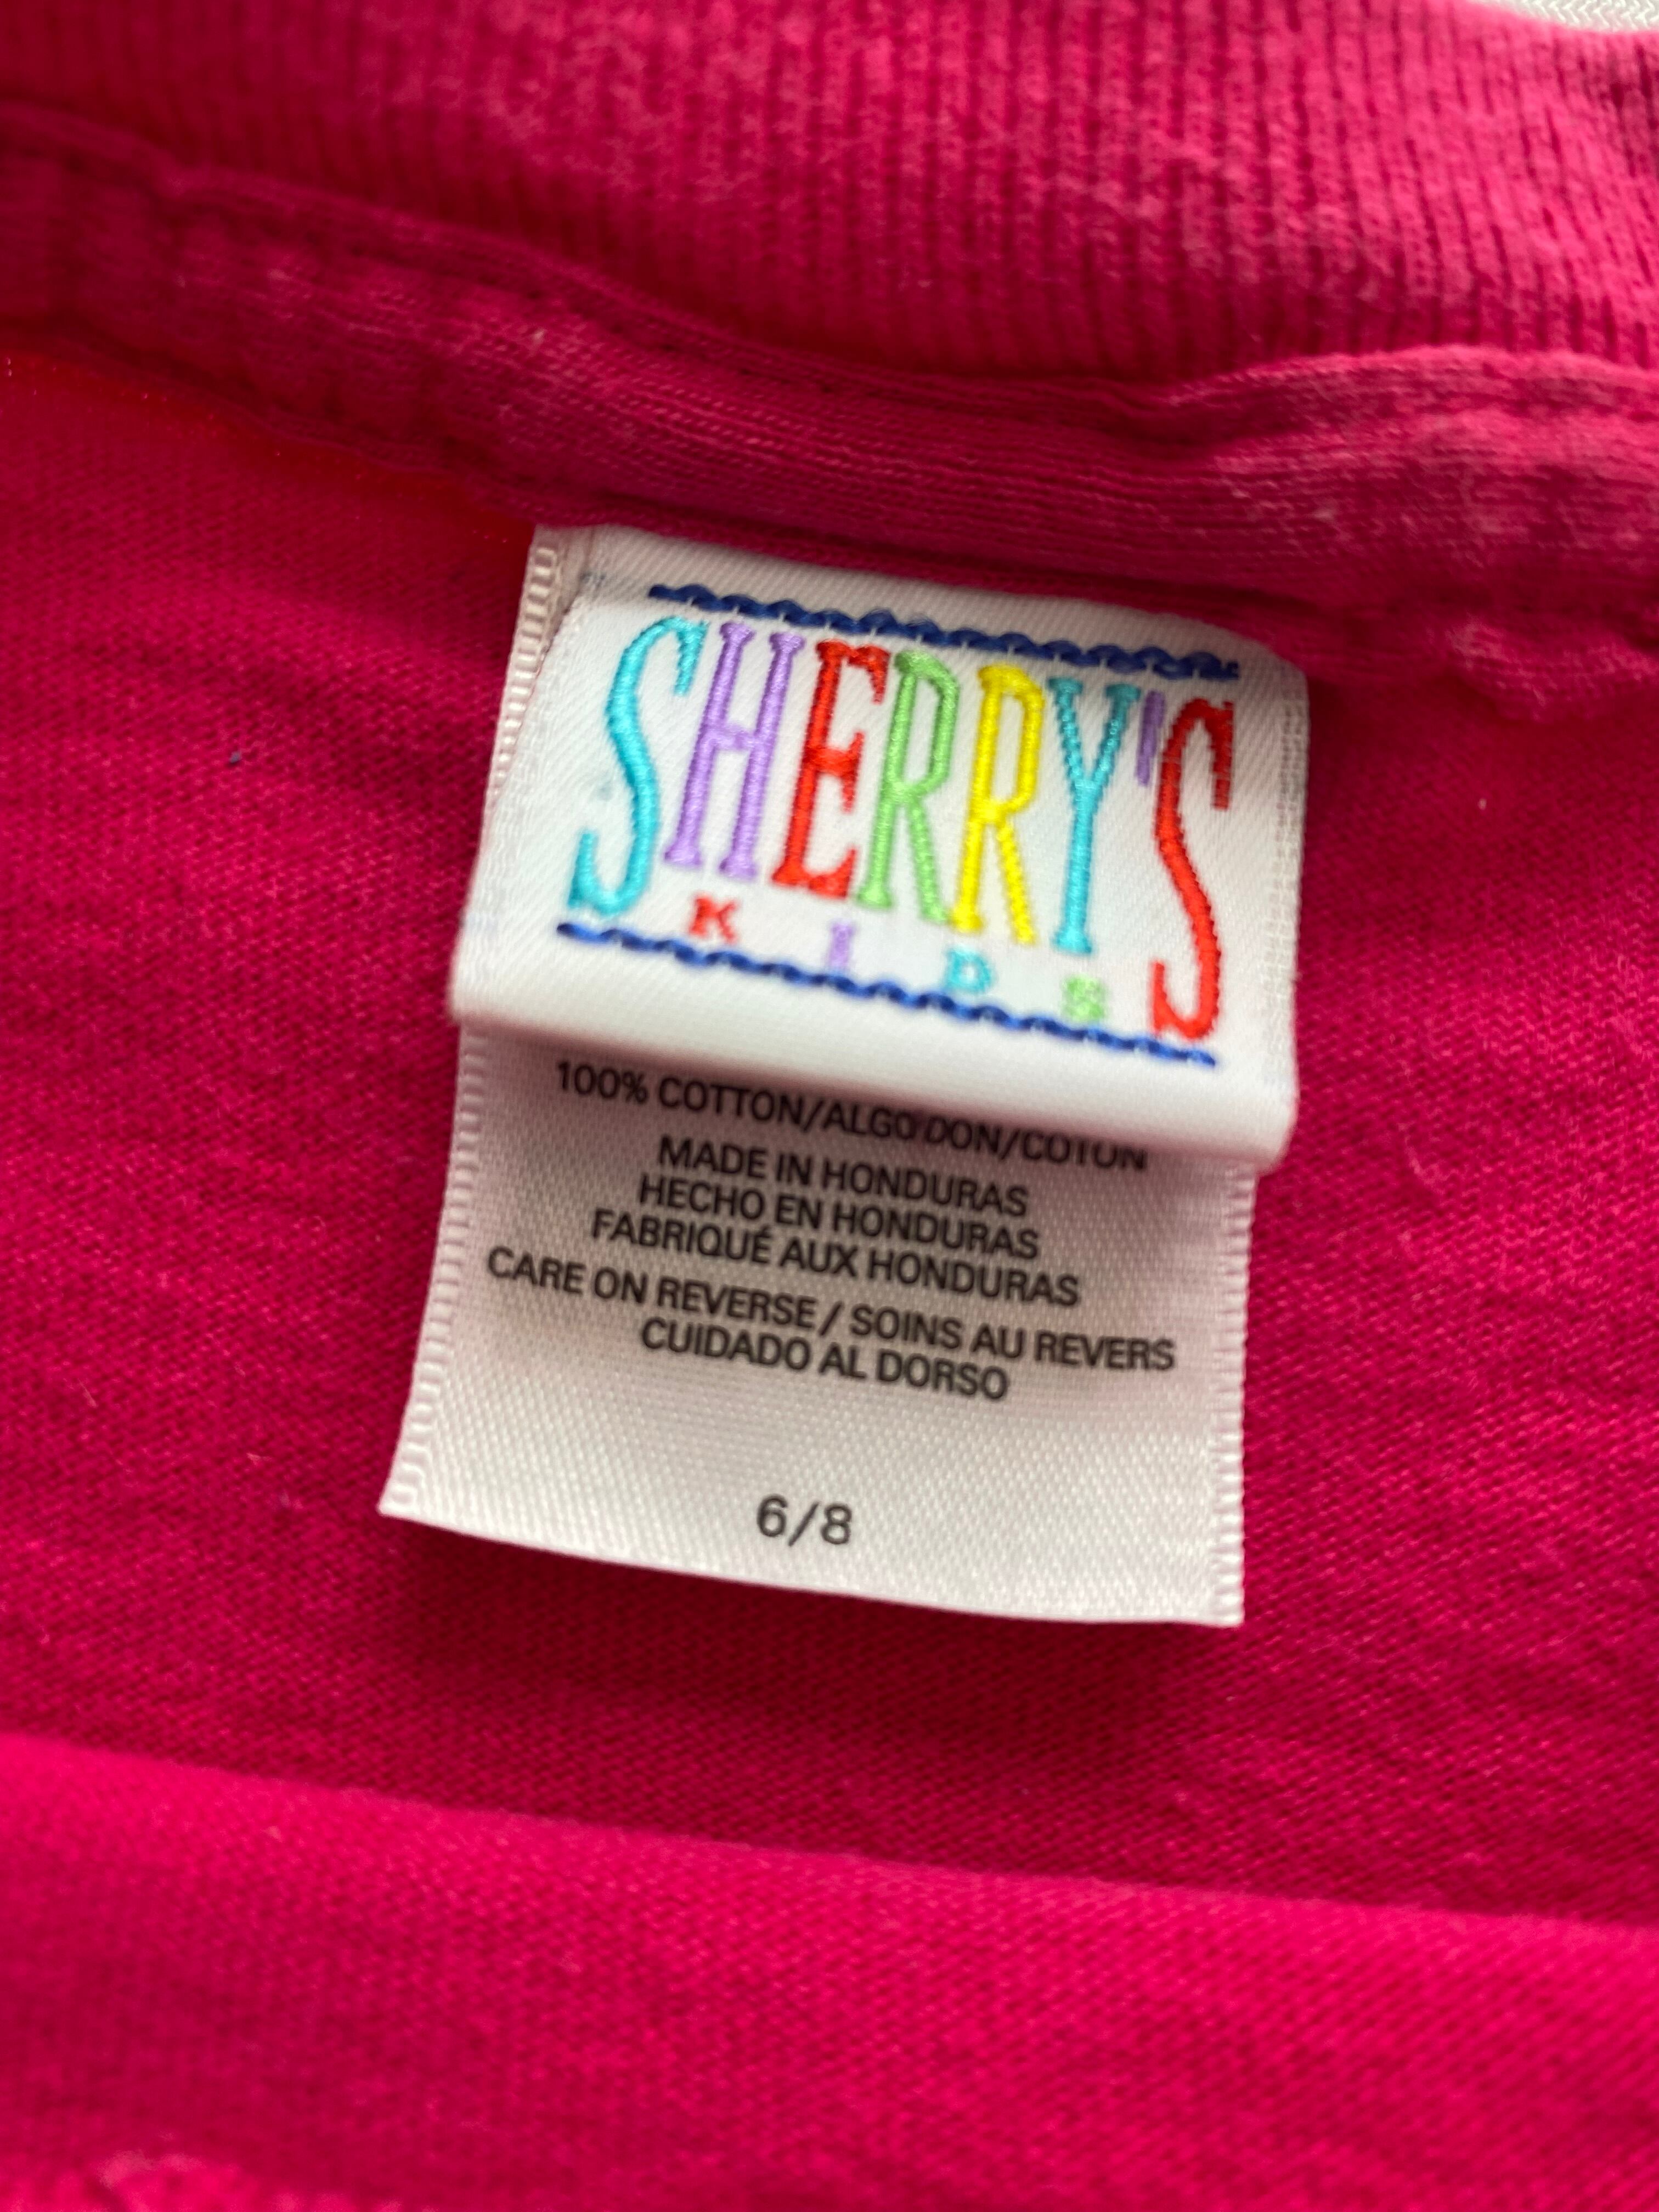 SHERRY'S
KIDS
100% COTTON/ALGODON/COTON
MADE IN HONDURAS
HECHO EN HONDURAS
FABRIQUÉ AUX HONDURAS
CARE ON REVERSE / SOINS AU REVERS
CUIDADO AL DORSO
6/8